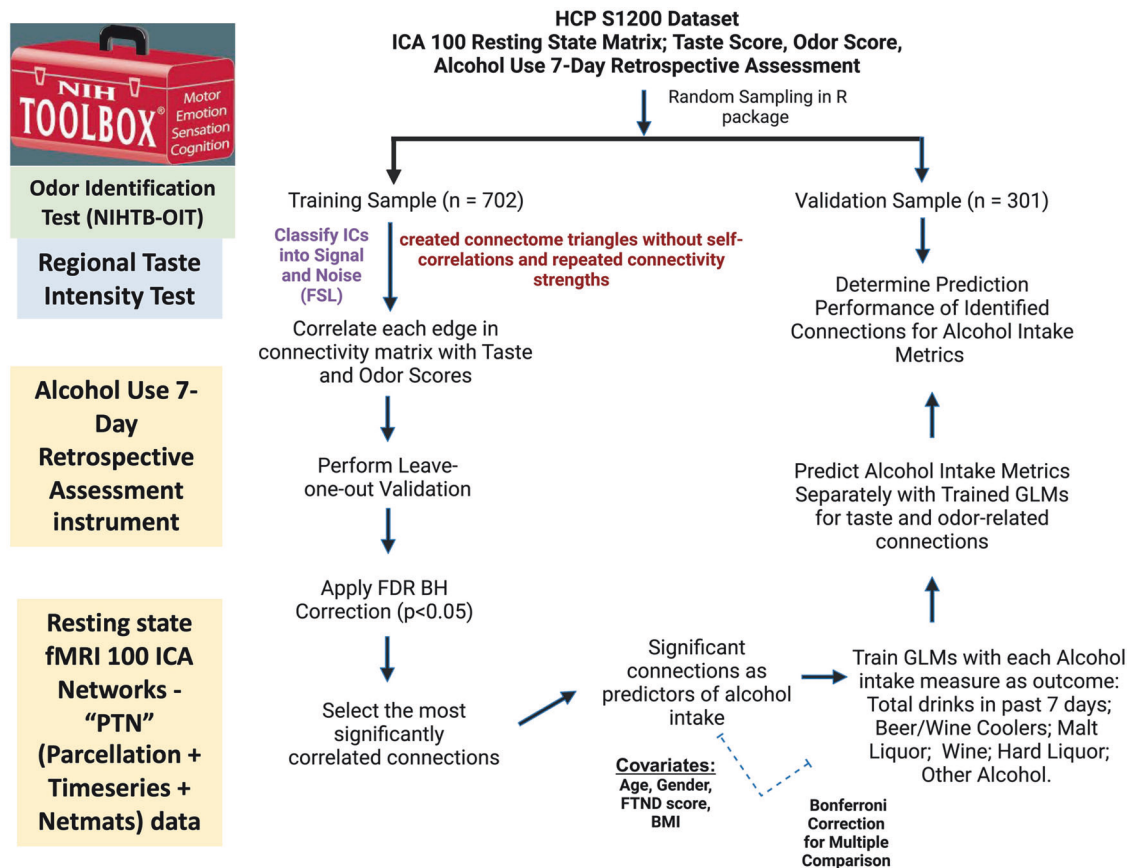 NIH
TOOLBOX®
Motor
Emotion
Sensation
Cognition
Odor Identification
Test (NIHTB-OIT)
Regional Taste
Intensity Test
Alcohol Use 7-
Day
Retrospective
Assessment
instrument
Resting state
fMRI 100 ICA
Networks -
“PTN”
(Parcellation +
Timeseries +
Netmats) data
HCP S1200 Dataset
ICA 100 Resting State Matrix; Taste Score, Odor Score,
Alcohol Use 7-Day Retrospective Assessment
Random Sampling in R
package
Training Sample (n = 702)
Classify ICs
into Signal
and Noise
(FSL)
created connectome triangles without self-
correlations and repeated connectivity
strengths
Correlate each edge in
connectivity matrix with Taste
and Odor Scores
Perform Leave-
one-out Validation
Apply FDR BH
Correction (p<0.05)
Select the most
significantly
correlated connections
Significant
connections as
predictors of alcohol
intake
Covariates:
Age, Gender,
FTND score,
BMI
Bonferroni
Correction
for Multiple
Comparison
Train GLMs with each Alcohol
intake measure as outcome:
Total drinks in past 7 days;
Beer/Wine Coolers; Malt
Liquor; Wine; Hard Liquor;
Other Alcohol.
Predict Alcohol Intake Metrics
Separately with Trained GLMs
for taste and odor-related
connections
Determine Prediction
Performance of Identified
Connections for Alcohol Intake
Metrics
Validation Sample (n = 301)